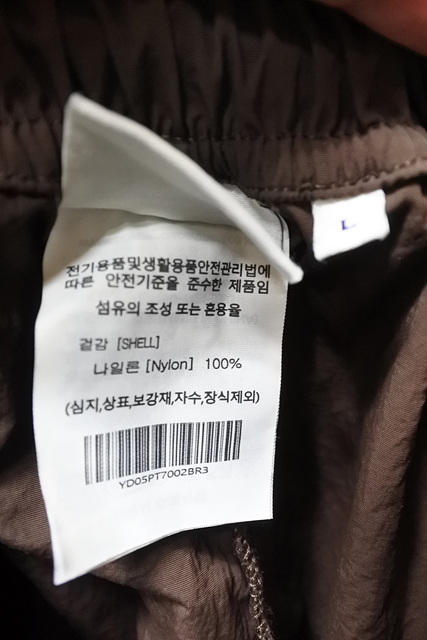 전기용품및생활용품안전관리법에
따른 안전기준을 준수한 제품임
섬유의 조성 또는 혼용율
겉감 [SHELL]
나일론 [Nylon] 100%
(심지,상표,보강재,자수,장식제외)
YD05PT7002BR3
L